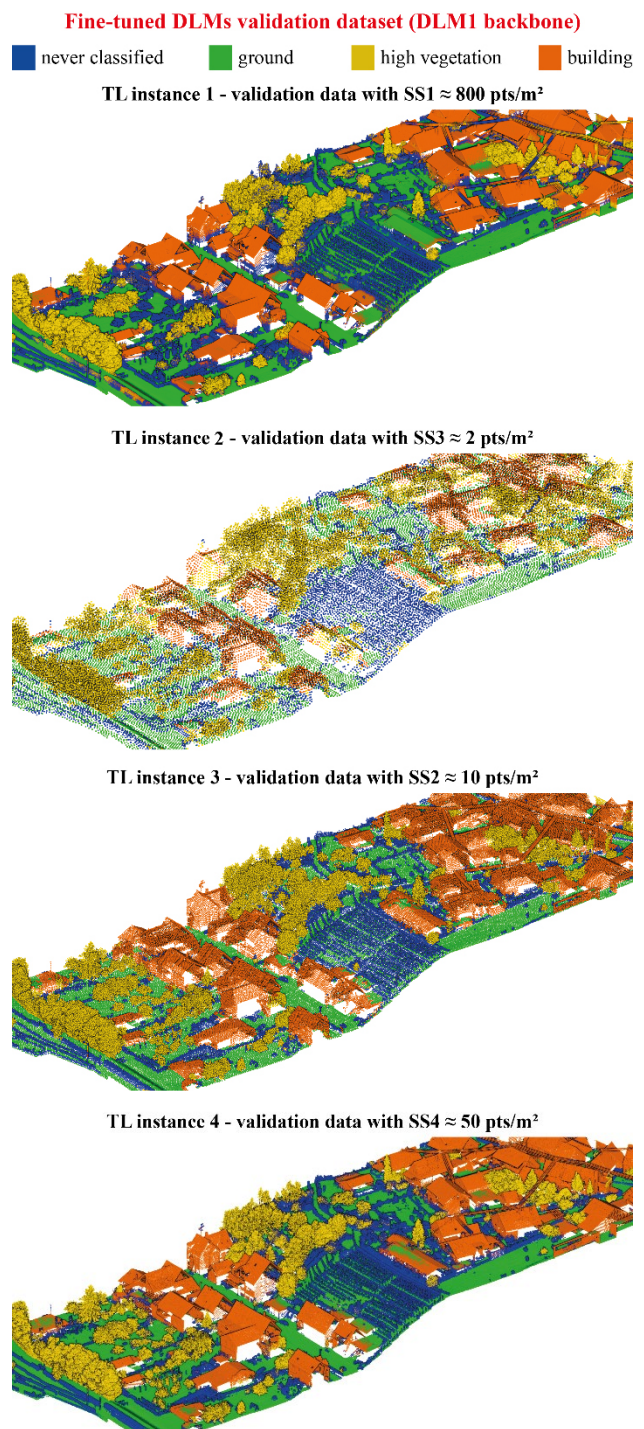 Fine-tuned DLMs validation dataset (DLM1 backbone)
never classified ground high vegetation building
TL instance 1 - validation data with SS1 ≈ 800 pts/m²
TL instance 2 - validation data with SS3 ≈ 2 pts/m²
TL instance 3 - validation data with SS2 ≈ 10 pts/m²
TL instance 4 - validation data with SS4 ≈ 50 pts/m²